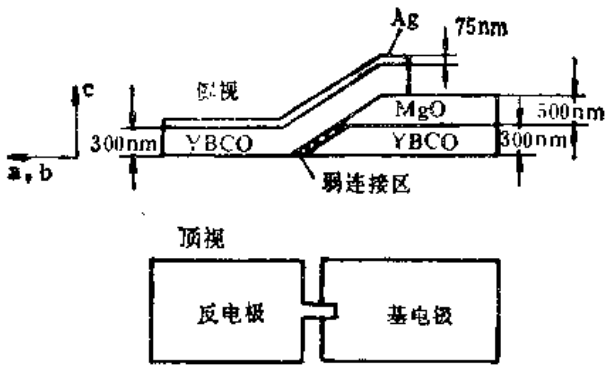 Ag
75nm
c
侧视
MgO
500nm
300nm
YBCO
YBCO
300nm
a,b
弱连接区
顶视
反电极
基电极